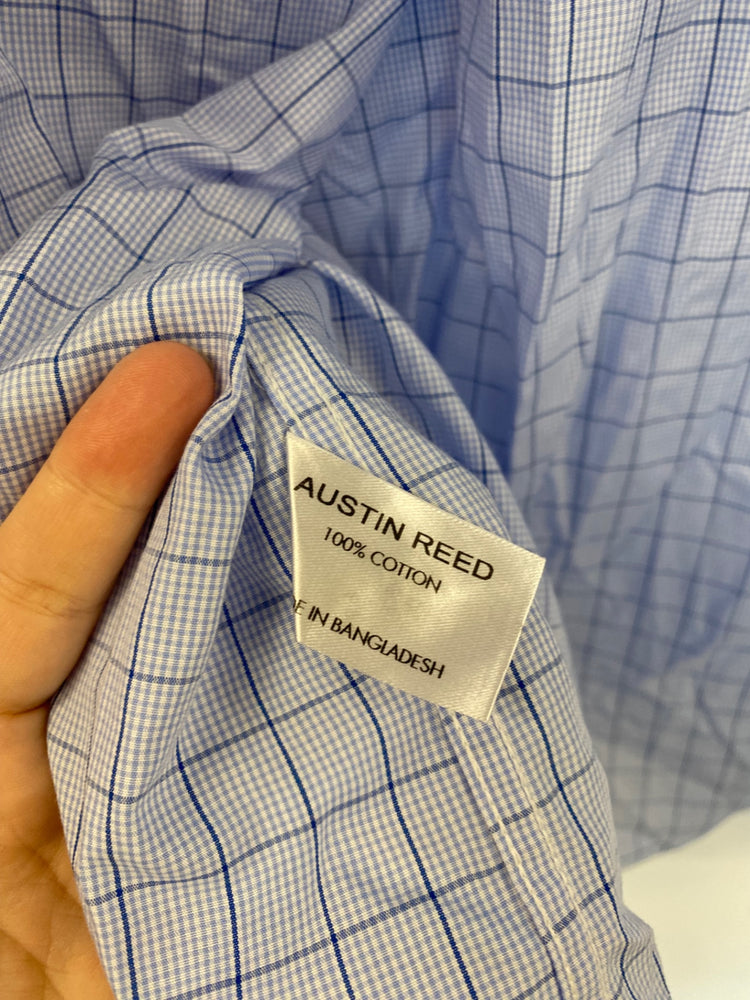 AUSTIN REED
100% COTTON
E IN BANGLADESH